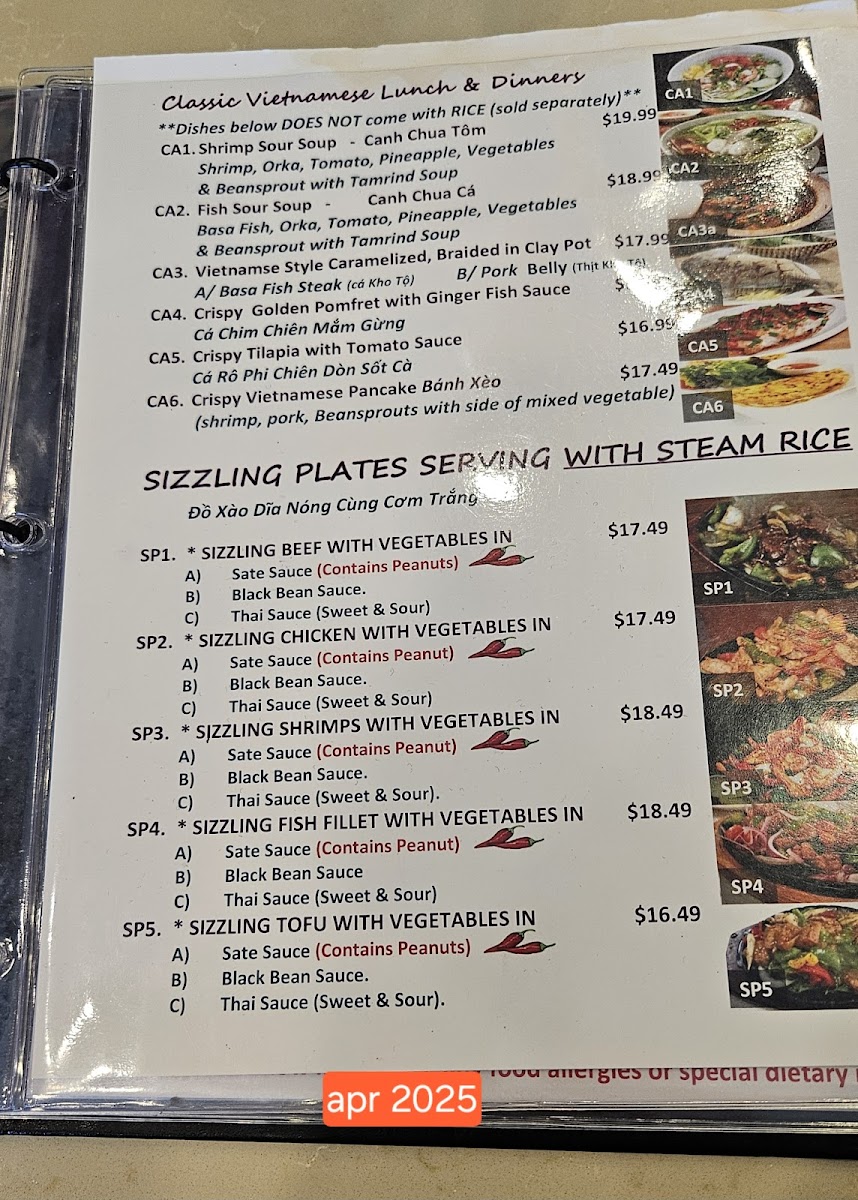 Classic Vietnamese Lunch & Dinners
**Dishes below DOES NOT come with RICE (sold separately)**
CA1. Shrimp Sour Soup - Canh Chua Tôm $19.99
Shrimp, Orka, Tomato, Pineapple, Vegetables
& Beansprout with Tamrind Soup
CA2. Fish Sour Soup - Canh Chua Cá $18.99
Basa Fish, Orka, Tomato, Pineapple, Vegetables
& Beansprout with Tamrind Soup
CA3. Vietnamse Style Caramelized, Braided in Clay Pot $17.99
A/ Basa Fish Steak (cá Kho Tộ) B/ Pork Belly (Thịt
CA4. Crispy Golden Pomfret with Ginger Fish Sauce
Cá Chim Chiên Mắm Gừng
CA5. Crispy Tilapia with Tomato Sauce $16.99
Cá Rô Phi Chiên Dòn Sốt Cà
CA6. Crispy Vietnamese Pancake Bánh Xèo $17.49
(shrimp, pork, Beansprouts with side of mixed vegetable)
CA1
CA2
CA3a
CA5
CA6
SIZZLING PLATES SERVING WITH STEAM RICE
Đồ Xào Dĩa Nóng Cùng Cơm Trắng
SP1. * SIZZLING BEEF WITH VEGETABLES IN $17.49
A) Sate Sauce (Contains Peanuts)
B) Black Bean Sauce.
C) Thai Sauce (Sweet & Sour)
SP2. * SIZZLING CHICKEN WITH VEGETABLES IN $17.49
A) Sate Sauce (Contains Peanut)
B) Black Bean Sauce.
C) Thai Sauce (Sweet & Sour)
SP3. * SIZZLING SHRIMPS WITH VEGETABLES IN $18.49
A) Sate Sauce (Contains Peanut)
B) Black Bean Sauce.
C) Thai Sauce (Sweet & Sour).
SP4. * SIZZLING FISH FILLET WITH VEGETABLES IN $18.49
A) Sate Sauce (Contains Peanut)
B) Black Bean Sauce
C) Thai Sauce (Sweet & Sour)
SP5. * SIZZLING TOFU WITH VEGETABLES IN $16.49
A) Sate Sauce (Contains Peanuts)
B) Black Bean Sauce.
C) Thai Sauce (Sweet & Sour).
SP1
SP2
SP3
SP4
SP5
food allergies or special dietary
apr 2025